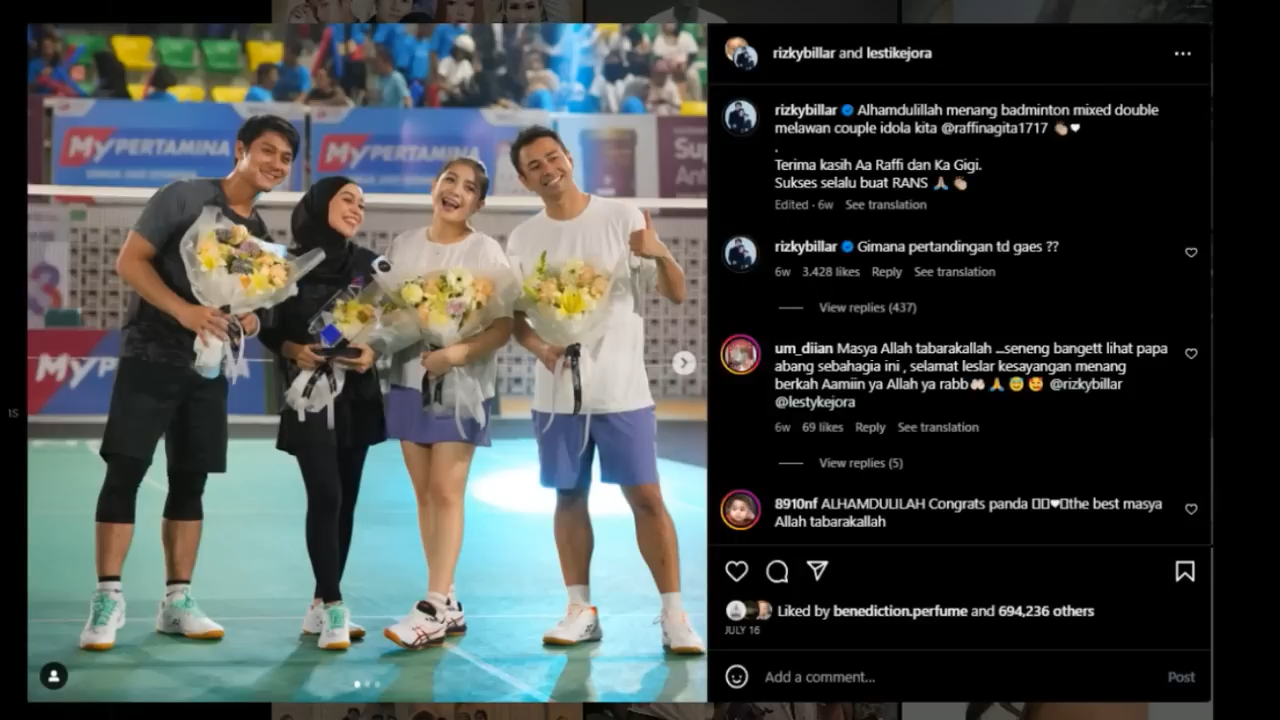 rizkybillar and lestikejora
rizkybillar Alhamdulillah menang badminton mixed double
melawan couple idola kita @raffinagita1717 👏🏻♥
.
Terima kasih Aa Raffi dan Ka Gigi.
Sukses selalu buat RANS 🙏🏻 👏🏻
Edited · 6w See translation
rizkybillar Gimana pertandingan td gaes ??
6w 3.428 likes Reply See translation
View replies (437)
um_diian Masya Allah tabarakallah ...seneng bangett lihat papa
abang sebahagia ini , selamat leslar kesayangan menang
berkah Aamiin ya Allah ya rabb🤲🏻 🙏 😇 🤩 @rizkybillar
@lestykejora
6w 69 likes Reply See translation
View replies (5)
8910nf ALHAMDULILAH Congrats panda ▯▯♥▯the best masya
Allah tabarakallah
Liked by benediction.perfume and 694,236 others
JULY 16
Add a comment... Post
MyPERTAMINA
MyPERTAMINA
MyP